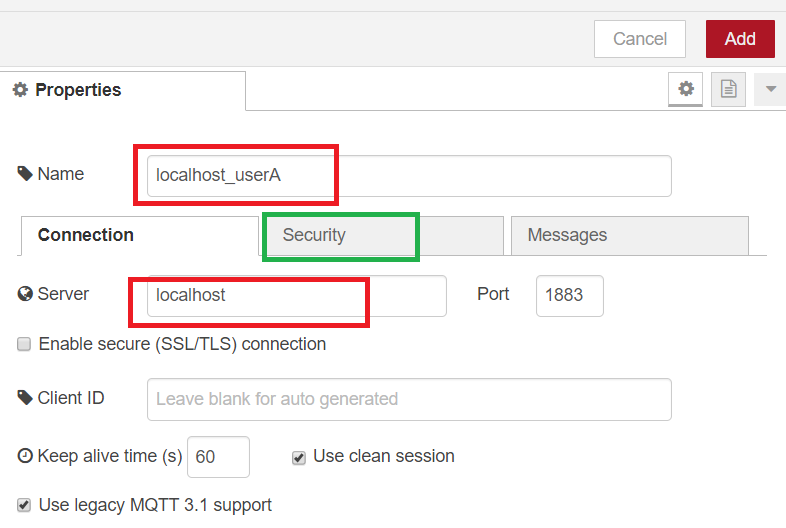 Cancel Add
Properties
Name localhost_userA
Connection Security Messages
Server localhost Port 1883
Enable secure (SSL/TLS) connection
Client ID Leave blank for auto generated
Keep alive time (s) 60 Use clean session
Use legacy MQTT 3.1 support